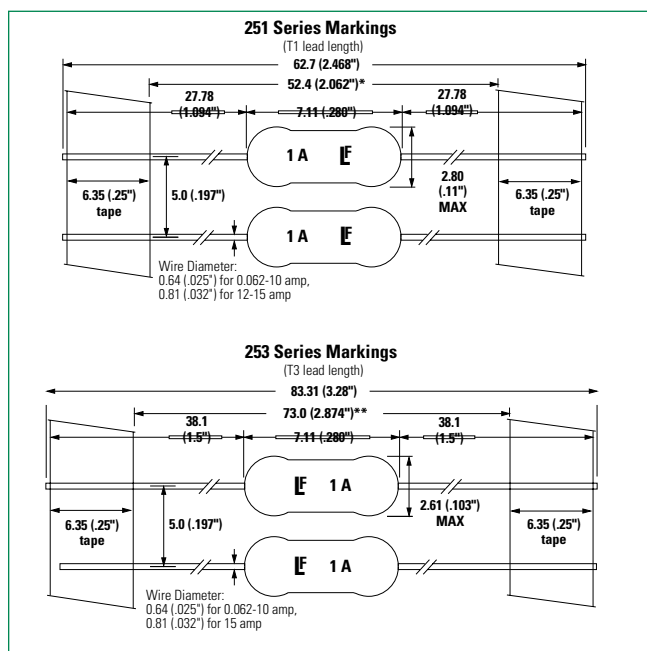 251 Series Markings
(T1 lead length)
62.7 (2.468")
52.4 (2.062")*
27.78
(1.094")
7.11 (.280")
27.78
(1.094")
1 A LF
6.35 (.25")
tape
5.0 (.197")
2.80
(.11")
MAX
6.35 (.25")
tape
1 A LF
Wire Diameter:
0.64 (.025") for 0.062-10 amp,
0.81 (.032") for 12-15 amp
253 Series Markings
(T3 lead length)
83.31 (3.28")
73.0 (2.874")**
38.1
(1.5")
7.11 (.280")
38.1
(1.5")
LF 1 A
6.35 (.25")
tape
5.0 (.197")
2.61 (.103")
MAX
6.35 (.25")
tape
LF 1 A
Wire Diameter:
0.64 (.025") for 0.062-10 amp,
0.81 (.032") for 15 amp